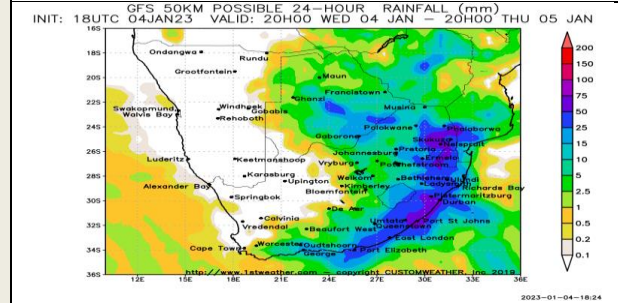 GFS 50KM POSSIBLE 24-HOUR RAINFALL (mm)
INIT: 18UTC 04JAN23 VALID: 20H00 WED 04 JAN - 20H00 THU 05 JAN
16S
18S
20S
22S
24S
26S
28S
30S
32S
34S
36S
Ondangwa
Rundu
Grootfontein
Maun
Francistown
Ghanzi
Windhoek
Gobabis
Swakopmund
Walvis Bay
Rehoboth
Musina
Polokwane
Phalaborwa
Gaborone
Skukuza
Nelspruit
Pretoria
Johannesburg
Ermelo
Luderitz
Keetmanshoop
Vryburg
Potchefstroom
Karasburg
Upington
Welkom
Bethlehem
Ulundi
Ladysmith
Richards Bay
Alexander Bay
Kimberley
Bloemfontein
Springbok
Pietermaritzburg
Durban
De Aar
Calvinia
Umtata
Port St Johns
Vredendal
Beaufort West
Queenstown
East London
Cape Town
Worcester
Oudtshoorn
George
Port Elizabeth
http://www.1stweather.com - copyright CUSTOMWEATHER, Inc 2019
12E 15E 18E 21E 24E 27E 30E 33E 36E
200
150
100
75
50
25
15
10
5
2.5
1
0.5
0.2
0.1
2023-01-04-18:24